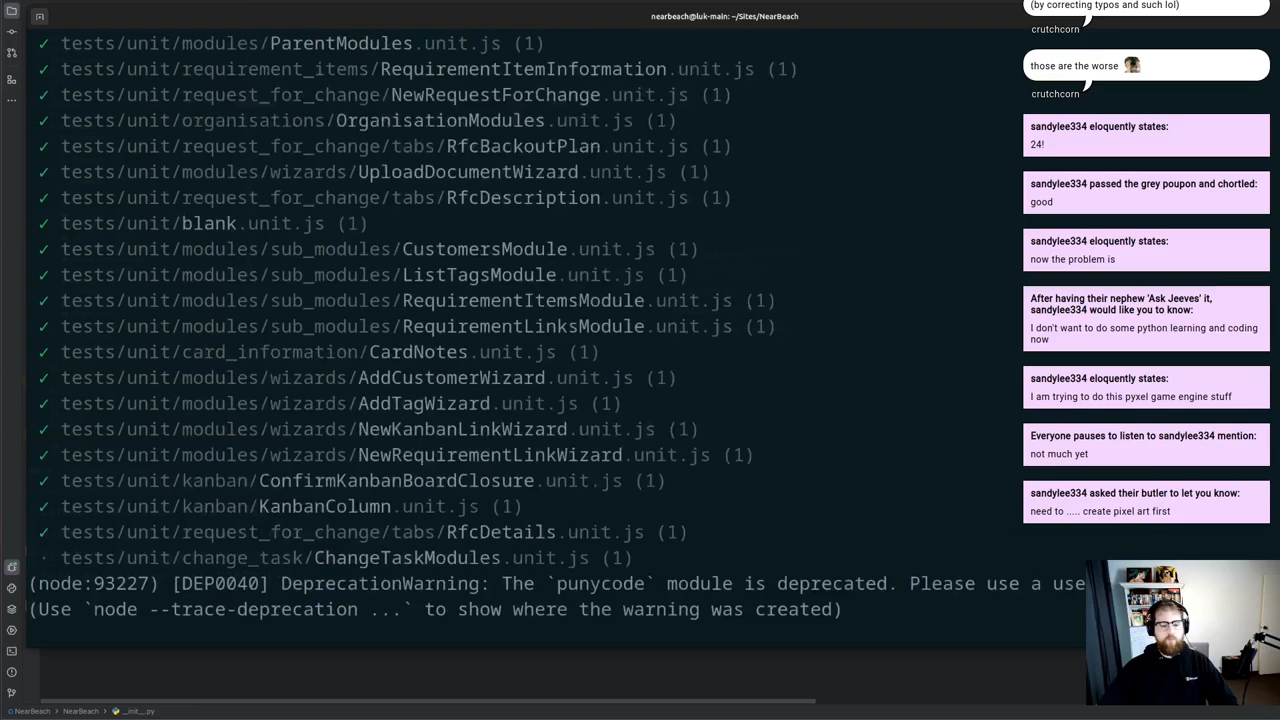 nearbeach@luk-main: ~/Sites/NearBeach
✓ tests/unit/modules/ParentModules.unit.js (1)
✓ tests/unit/requirement_items/RequirementItemInformation.unit.js (1)
✓ tests/unit/request_for_change/NewRequestForChange.unit.js (1)
✓ tests/unit/organisations/OrganisationModules.unit.js (1)
✓ tests/unit/request_for_change/tabs/RfcBackoutPlan.unit.js (1)
✓ tests/unit/modules/wizards/UploadDocumentWizard.unit.js (1)
✓ tests/unit/request_for_change/tabs/RfcDescription.unit.js (1)
✓ tests/unit/blank.unit.js (1)
✓ tests/unit/modules/sub_modules/CustomersModule.unit.js (1)
✓ tests/unit/modules/sub_modules/ListTagsModule.unit.js (1)
✓ tests/unit/modules/sub_modules/RequirementItemsModule.unit.js (1)
✓ tests/unit/modules/sub_modules/RequirementLinksModule.unit.js (1)
✓ tests/unit/card_information/CardNotes.unit.js (1)
✓ tests/unit/modules/wizards/AddCustomerWizard.unit.js (1)
✓ tests/unit/modules/wizards/AddTagWizard.unit.js (1)
✓ tests/unit/modules/wizards/NewKanbanLinkWizard.unit.js (1)
✓ tests/unit/modules/wizards/NewRequirementLinkWizard.unit.js (1)
✓ tests/unit/kanban/ConfirmKanbanBoardClosure.unit.js (1)
✓ tests/unit/kanban/KanbanColumn.unit.js (1)
✓ tests/unit/request_for_change/tabs/RfcDetails.unit.js (1)
· tests/unit/change_task/ChangeTaskModules.unit.js (1)
(node:93227) [DEP0040] DeprecationWarning: The `punycode` module is deprecated. Please use a use
(Use `node --trace-deprecation ...` to show where the warning was created)
NearBeach > NearBeach > __init__.py
(by correcting typos and such lol)
crutchcorn
those are the worse
crutchcorn
sandylee334 eloquently states:
24!
sandylee334 passed the grey poupon and chortled:
good
sandylee334 eloquently states:
now the problem is
After having their nephew 'Ask Jeeves' it,
sandylee334 would like you to know:
I don't want to do some python learning and coding
now
sandylee334 eloquently states:
I am trying to do this pyxel game engine stuff
Everyone pauses to listen to sandylee334 mention:
not much yet
sandylee334 asked their butler to let you know:
need to ..... create pixel art first